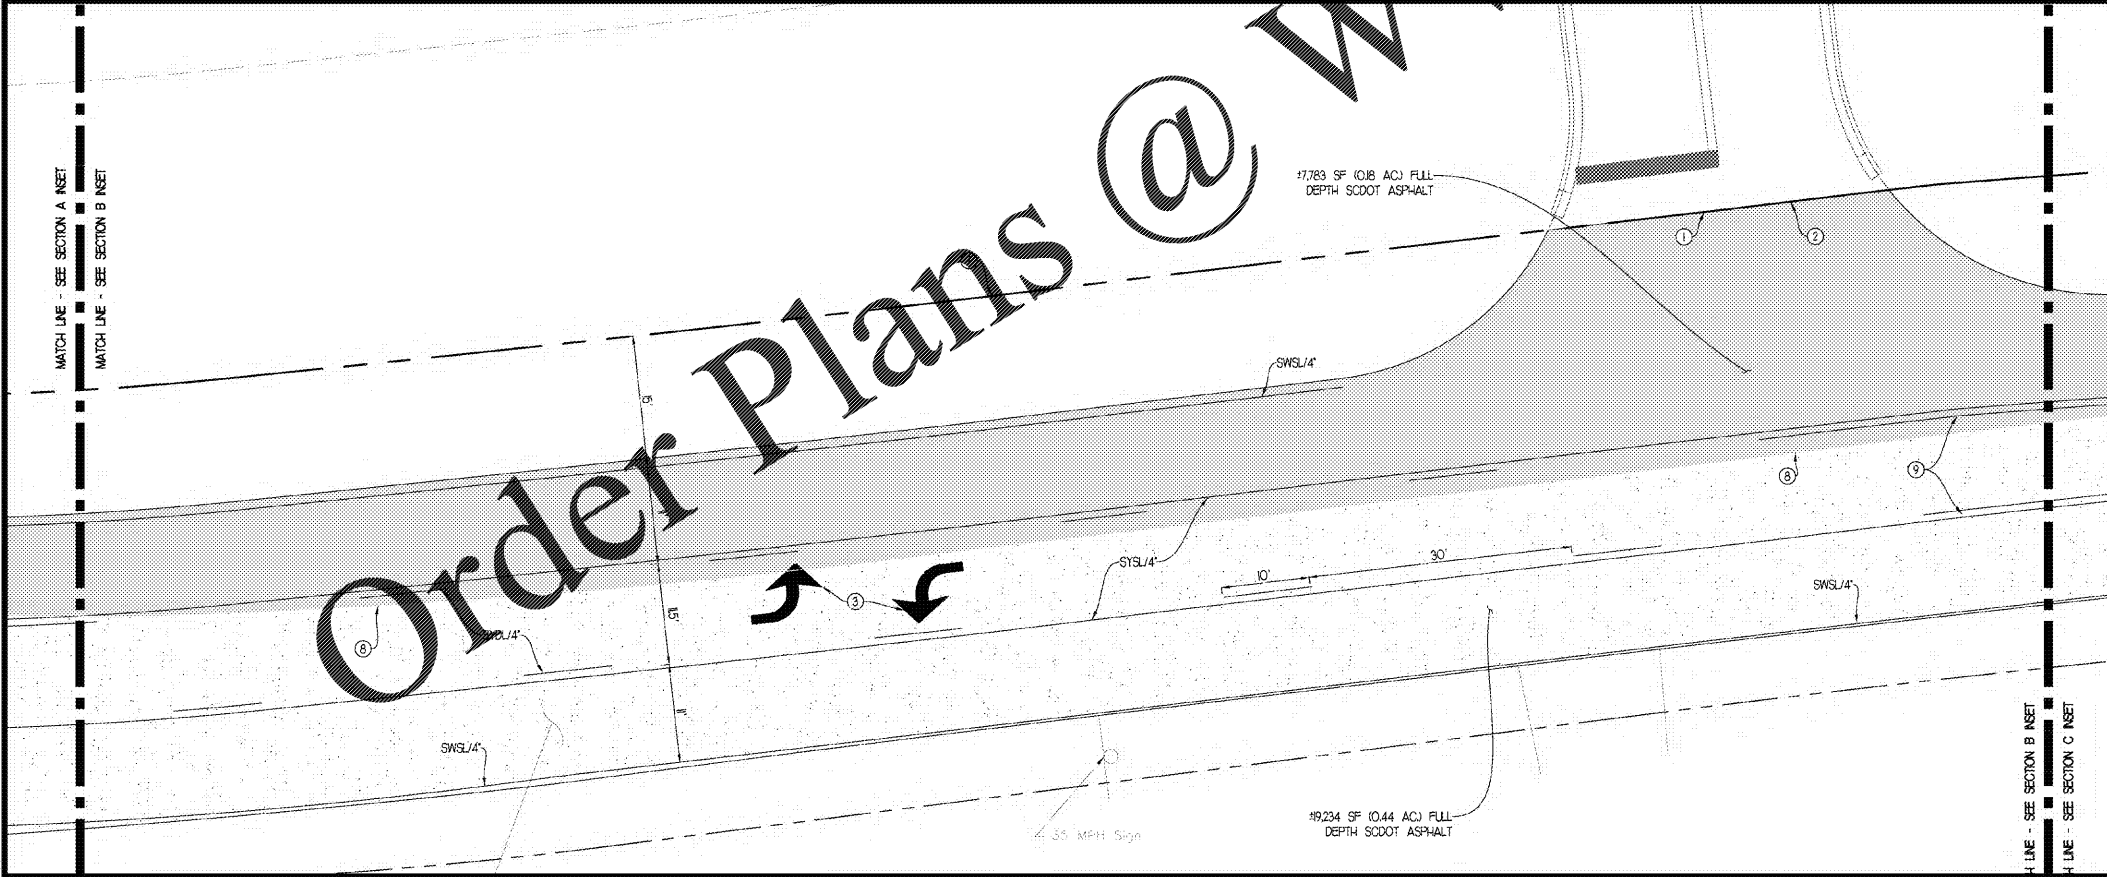 Order Plans @ W
MATCH LINE - SEE SECTION A INSET
MATCH LINE - SEE SECTION B INSET
±7,783 SF (0.18 AC.) FULL
DEPTH SCDOT ASPHALT
1
2
SWSL/4"
15'
8
9
SYSL/4"
10'
30'
SWSL/4"
3
11.5'
8
SWDL/4"
11'
SWSL/4"
35 MPH Sign
±19,234 SF (0.44 AC.) FULL
DEPTH SCDOT ASPHALT
H LINE - SEE SECTION B INSET
H LINE - SEE SECTION C INSET